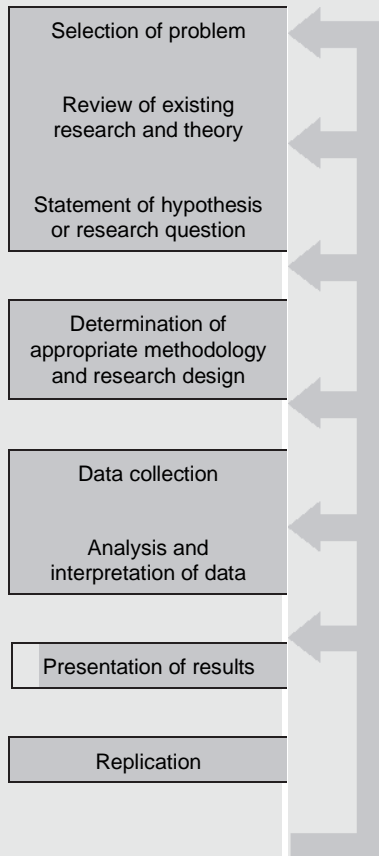 Selection of problem
Review of existing
research and theory
Statement of hypothesis
or research question
Determination of
appropriate methodology
and research design
Data collection
Analysis and
interpretation of data
Presentation of results
Replication